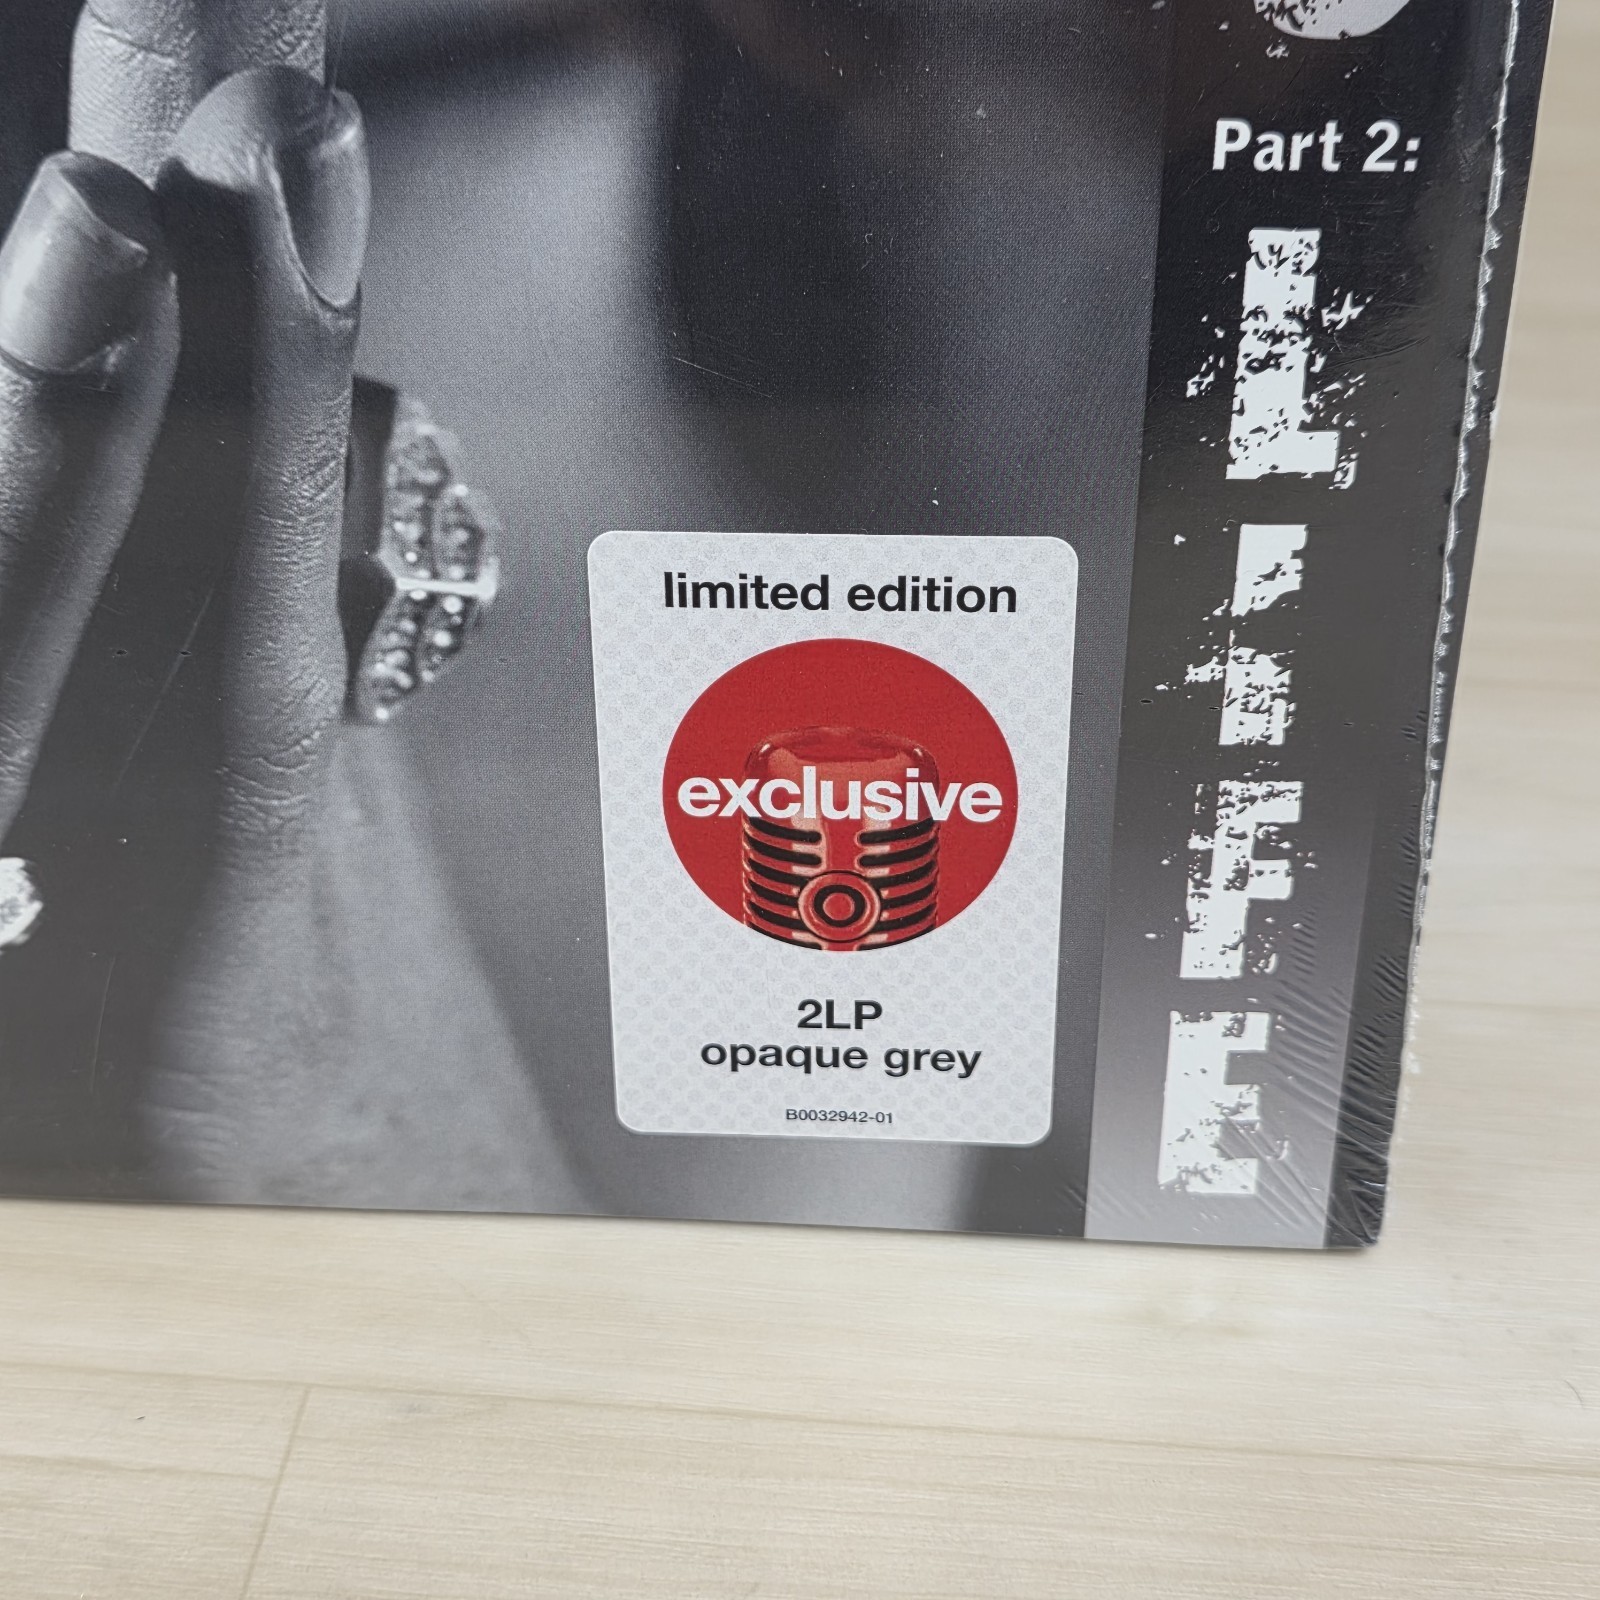 Part 2:
limited edition
exclusive
2LP
opaque grey
B0032942-01